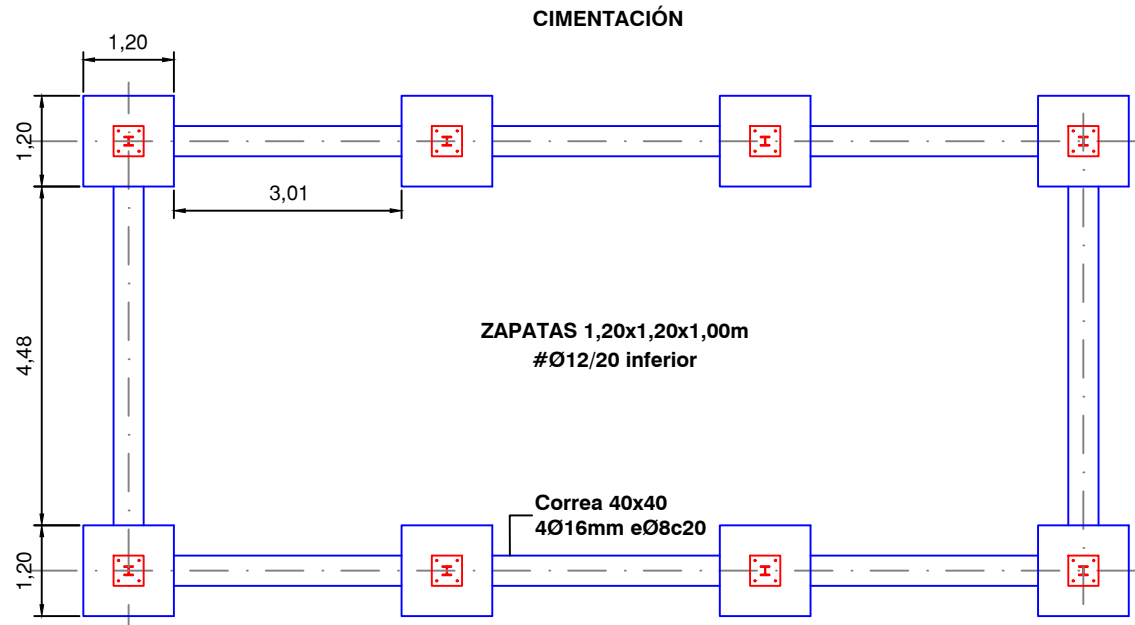 CIMENTACIÓN
1,20
1,20
3,01
ZAPATAS 1,20x1,20x1,00m
#Ø12/20 inferior
4,48
Correa 40x40
4Ø16mm eØ8c20
1,20